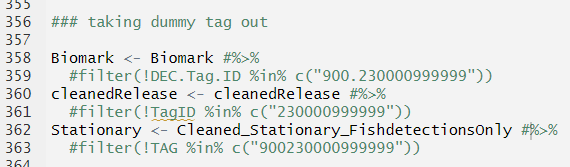 355
356 ### taking dummy tag out
357
358 Biomark <- Biomark #%>%
359 #filter(!DEC.Tag.ID %in% c("900.230000999999"))
360 cleanedRelease <- cleanedRelease #%>%
361 #filter(!TagID %in% c("230000999999"))
362 Stationary <- Cleaned_Stationary_FishdetectionsOnly #%>%
363 #filter(!TAG %in% c("900230000999999"))
364